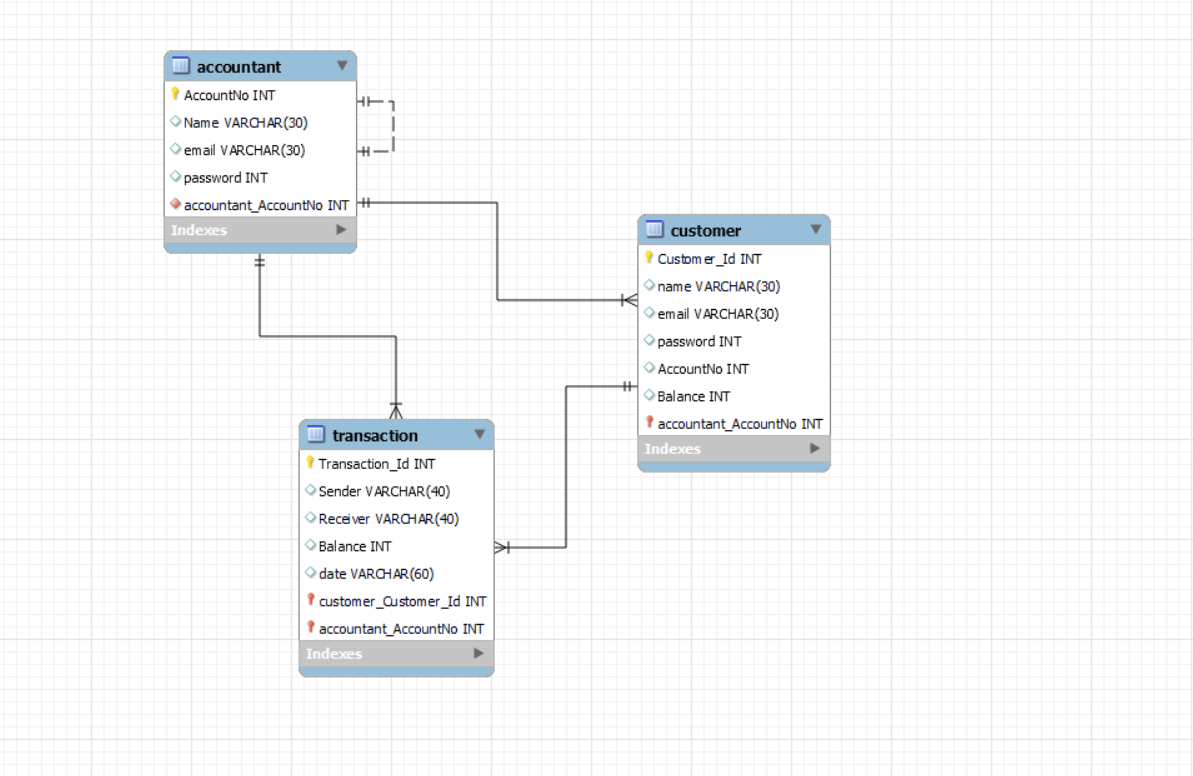 accountant
AccountNo INT
Name VARCHAR(30)
email VARCHAR(30)
password INT
accountant_AccountNo INT
Indexes
customer
Customer_Id INT
name VARCHAR(30)
email VARCHAR(30)
password INT
AccountNo INT
Balance INT
accountant_AccountNo INT
Indexes
transaction
Transaction_Id INT
Sender VARCHAR(40)
Receiver VARCHAR(40)
Balance INT
date VARCHAR(60)
customer_Customer_Id INT
accountant_AccountNo INT
Indexes